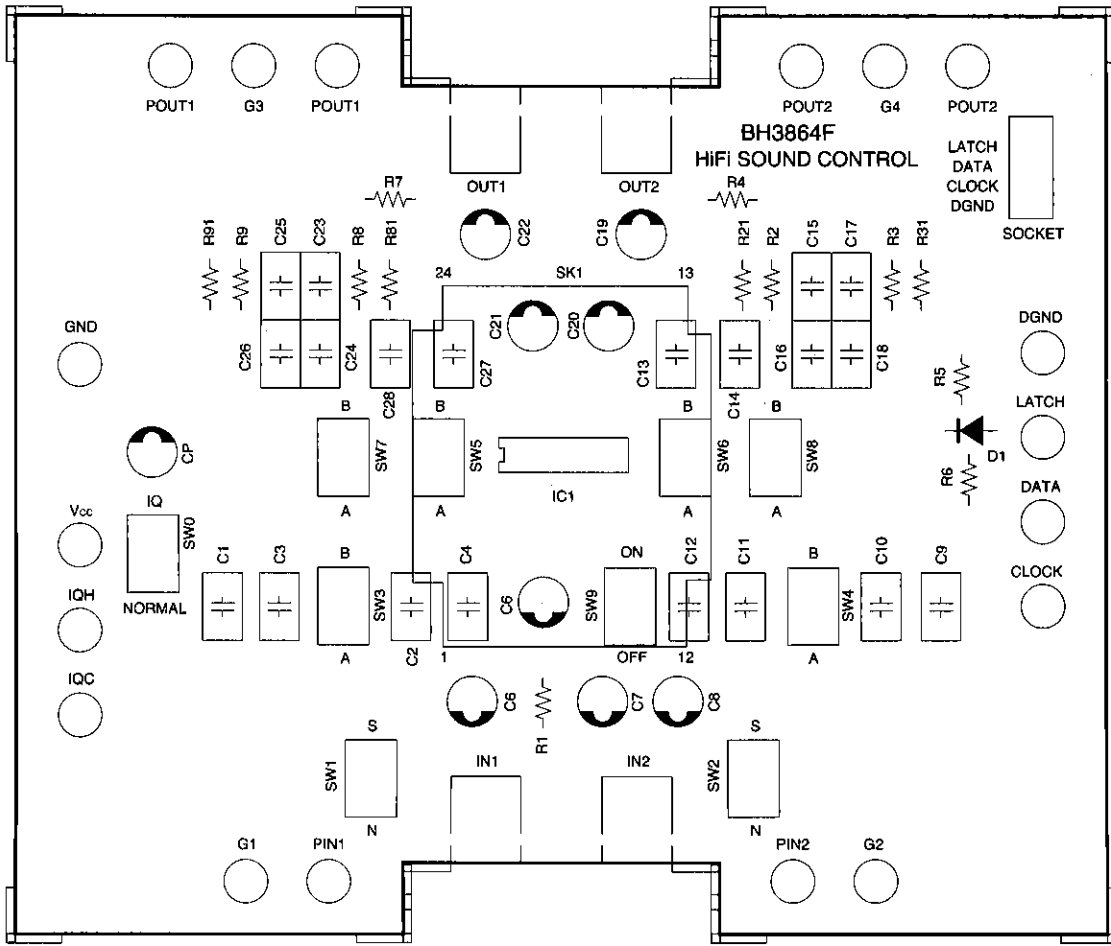 POUT1 G3 POUT1 POUT2 G4 POUT2
BH3864F
HiFi SOUND CONTROL
LATCH
DATA
CLOCK
DGND
SOCKET
OUT1 OUT2
R7 R4
R91 R9 C25 C23 R8 R81 C22 C19 R21 R2 C15 C17 R3 R31
24 SK1 13
GND C26 C24 C28 C27 C21 C20 C13 C14 C16 C18 DGND
R5
B B B B LATCH
CP SW7 SW5 IC1 SW6 SW8 D1
R6
A A A A DATA
IQ
Vcc SW0
NORMAL
C1 C3 B C4 ON C12 C11 B C10 C9 CLOCK
IQH SW3 C6 SW9 SW4
A C2 1 OFF 12 A
IQC C6 R1 C7 C8
S S
SW1 IN1 IN2 SW2
N N
G1 PIN1 PIN2 G2